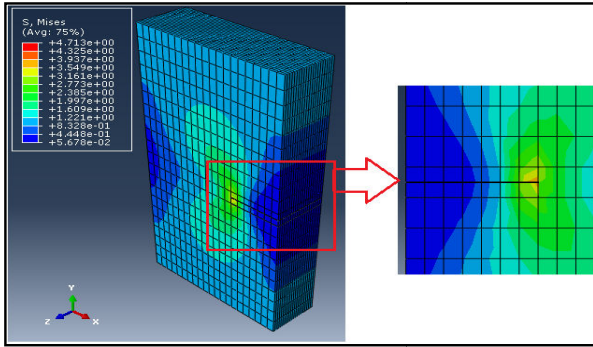 S, Mises
(Avg: 75%)
+4.713e+00
+4.325e+00
+3.937e+00
+3.549e+00
+3.161e+00
+2.773e+00
+2.385e+00
+1.997e+00
+1.609e+00
+1.221e+00
+8.328e-01
+4.448e-01
+5.678e-02
Y
Z
X